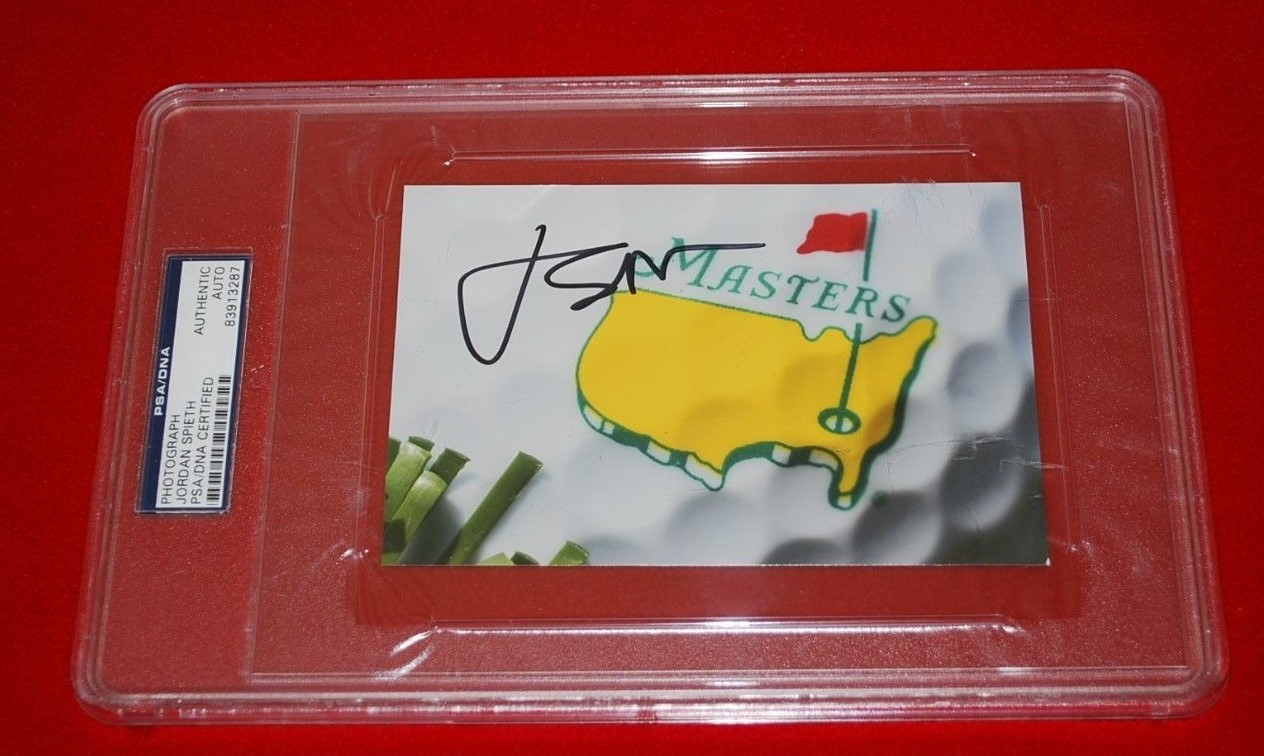 PSA/DNA
PHOTOGRAPH
JORDAN SPIETH AUTHENTIC
PSA/DNA CERTIFIED AUTO
83913287
MASTERS